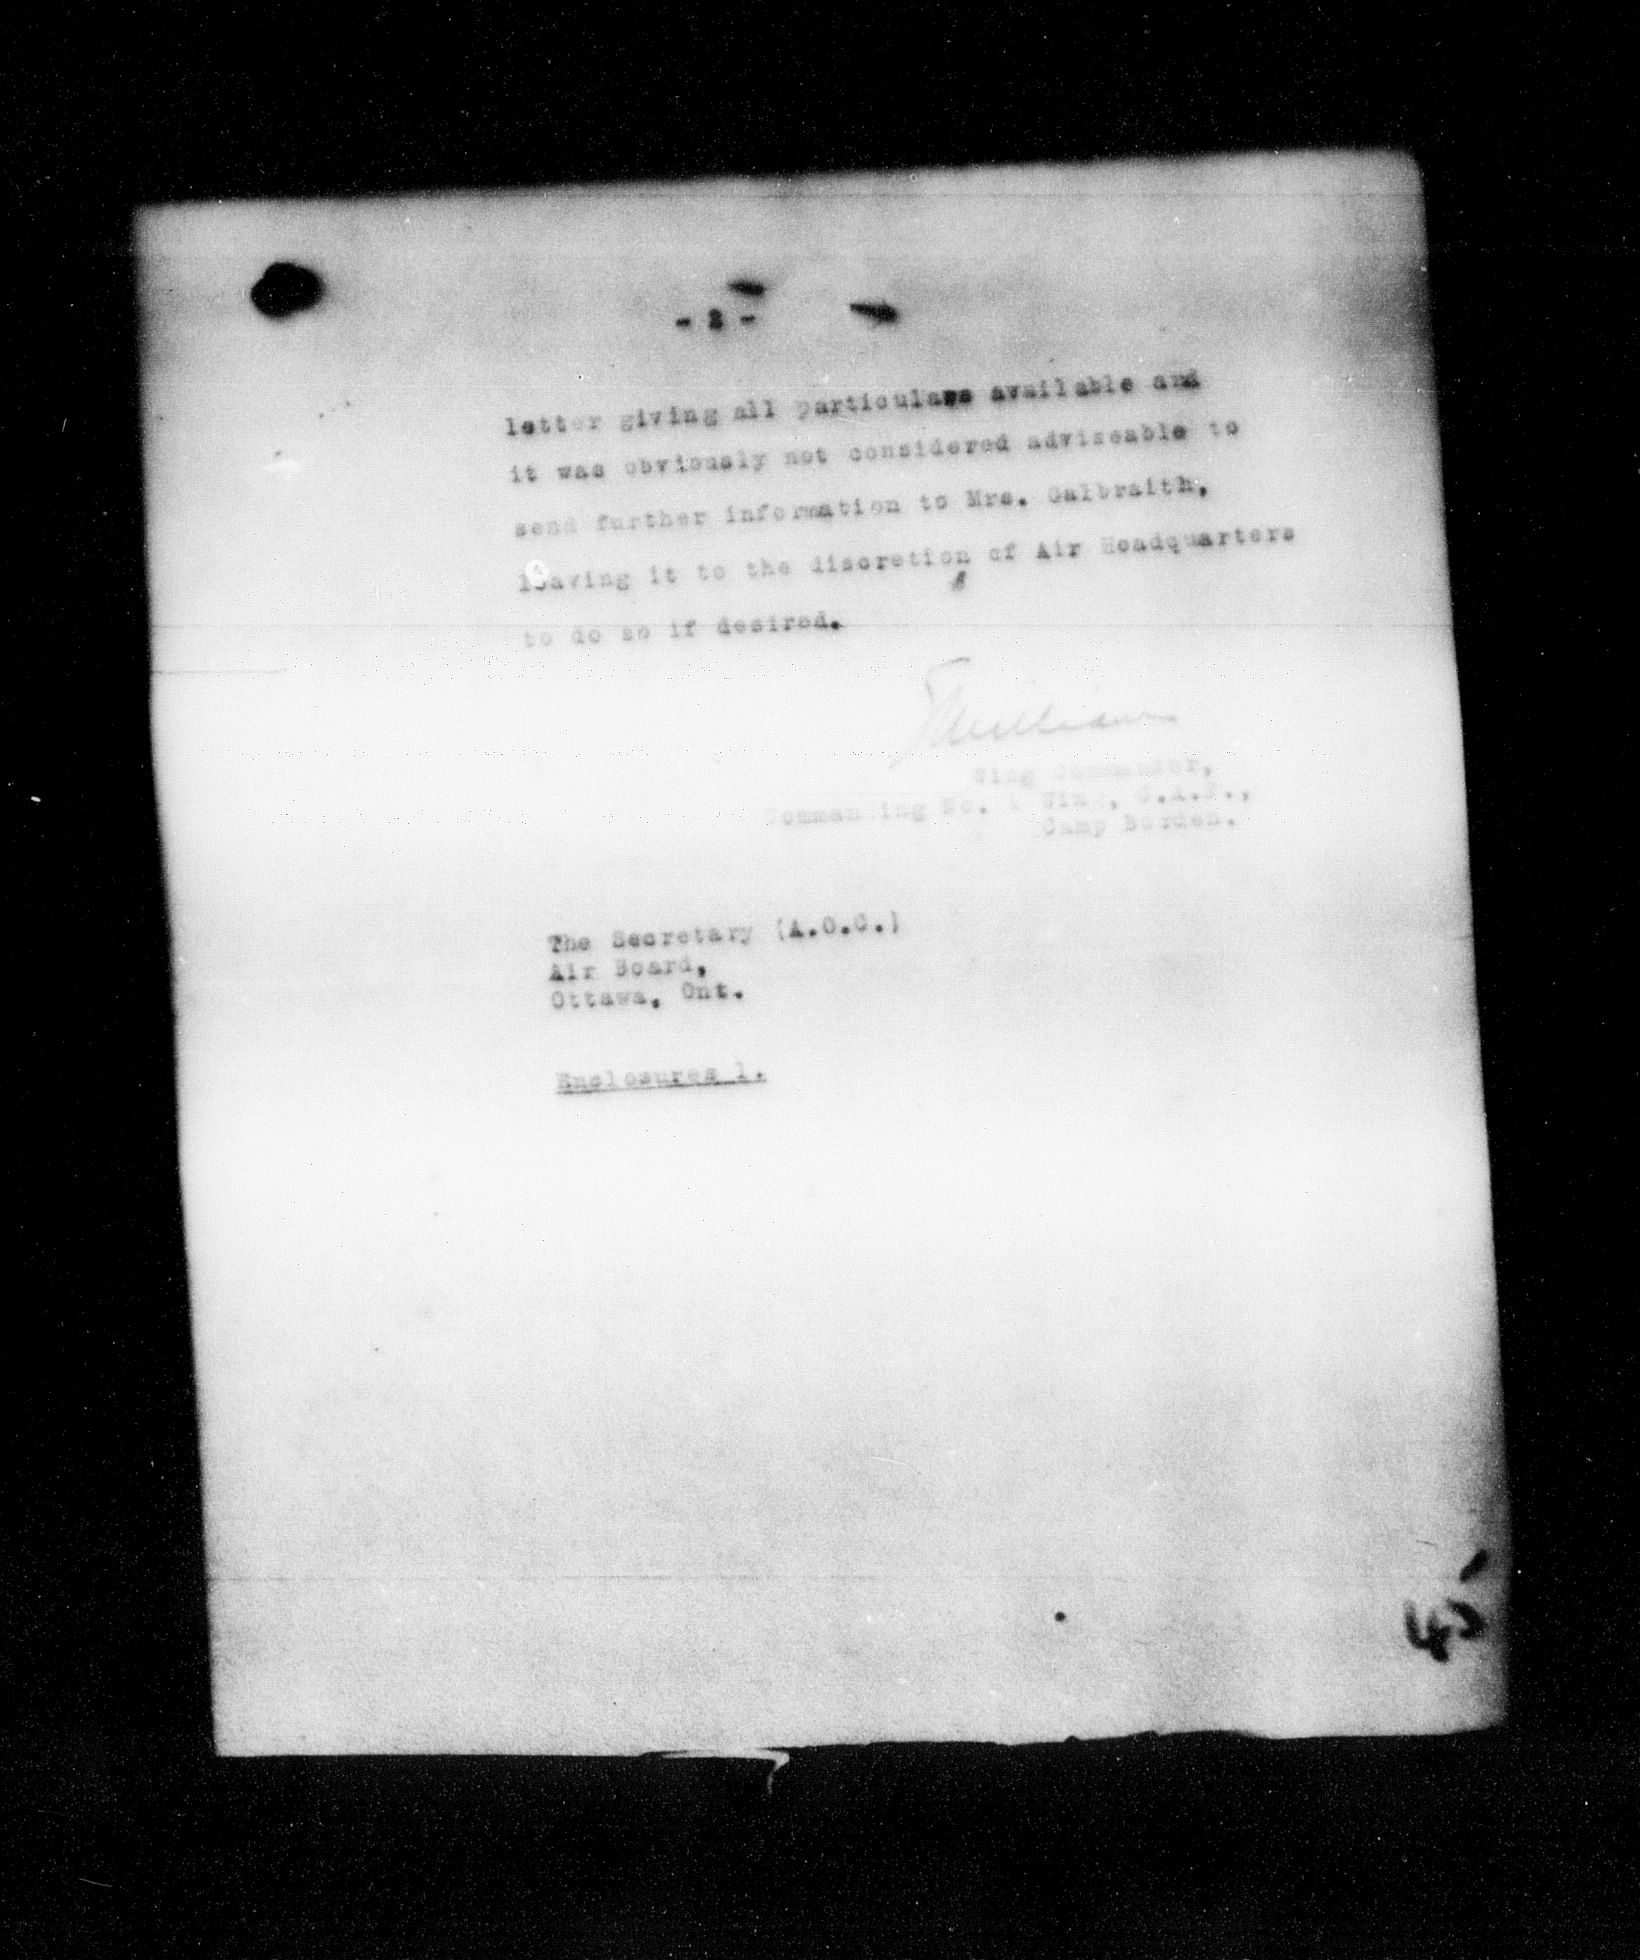 - 2 -
letter giving all particulars available and
it was obviously not considered adviseable to
send further information to Mrs. Galbraith,
leaving it to the discretion of Air Headquarters
to do so if desired.
Wing Commander,
Commanding No. 1 Wing, C.A.F.,
Camp Borden.
The Secretary (A.O.C.)
Air Board,
Ottawa, Ont.
Enclosures 1.
45